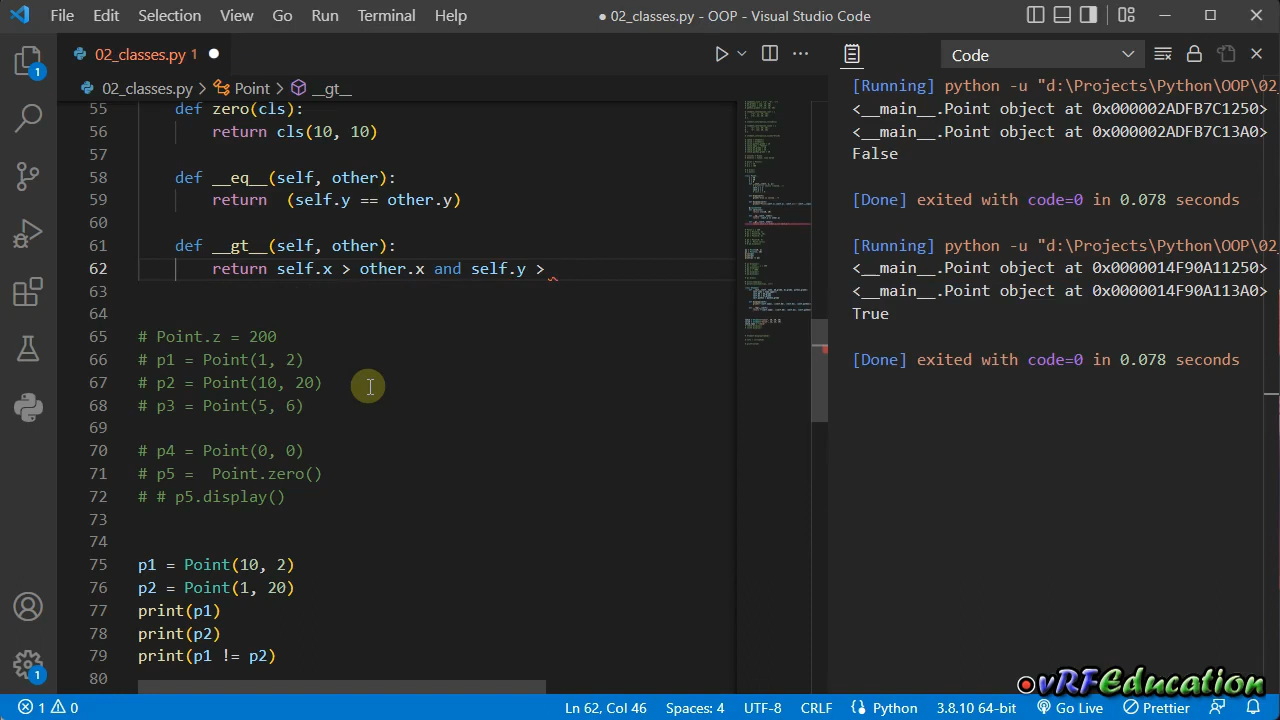 File Edit Selection View Go Run Terminal Help
● 02_classes.py - OOP - Visual Studio Code
02_classes.py 1 ●
02_classes.py > Point > __gt__
55 def zero(cls):
56 return cls(10, 10)
57
58 def __eq__(self, other):
59 return (self.y == other.y)
60
61 def __gt__(self, other):
62 return self.x > other.x and self.y >
63
64
65 # Point.z = 200
66 # p1 = Point(1, 2)
67 # p2 = Point(10, 20)
68 # p3 = Point(5, 6)
69
70 # p4 = Point(0, 0)
71 # p5 =  Point.zero()
72 # # p5.display()
73
74
75 p1 = Point(10, 2)
76 p2 = Point(1, 20)
77 print(p1)
78 print(p2)
79 print(p1 != p2)
80
Code
[Running] python -u "d:\Projects\Python\OOP\02_
<__main__.Point object at 0x000002ADFB7C1250>
<__main__.Point object at 0x000002ADFB7C13A0>
False
[Done] exited with code=0 in 0.078 seconds
[Running] python -u "d:\Projects\Python\OOP\02_
<__main__.Point object at 0x0000014F90A11250>
<__main__.Point object at 0x0000014F90A113A0>
True
[Done] exited with code=0 in 0.078 seconds
1
1
vRFEducation
1 0 Ln 62, Col 46 Spaces: 4 UTF-8 CRLF Python 3.8.10 64-bit Go Live Prettier